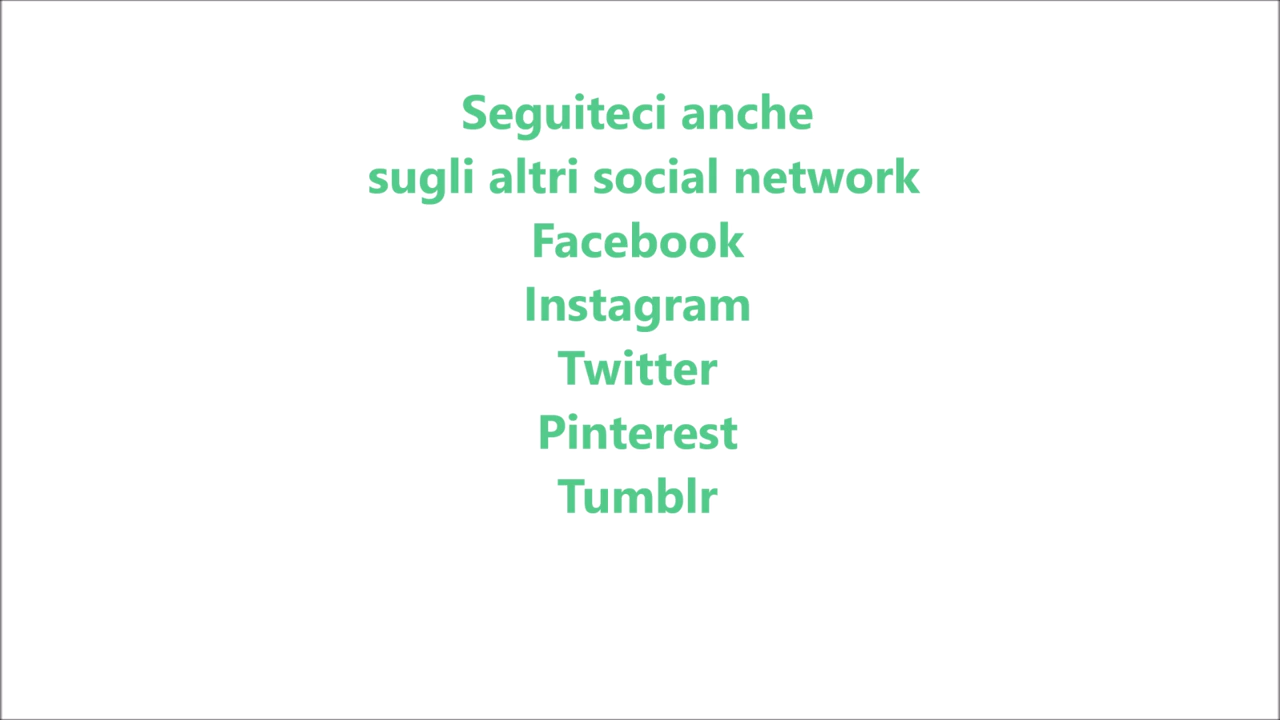 Seguiteci anche
sugli altri social network
Facebook
Instagram
Twitter
Pinterest
Tumblr